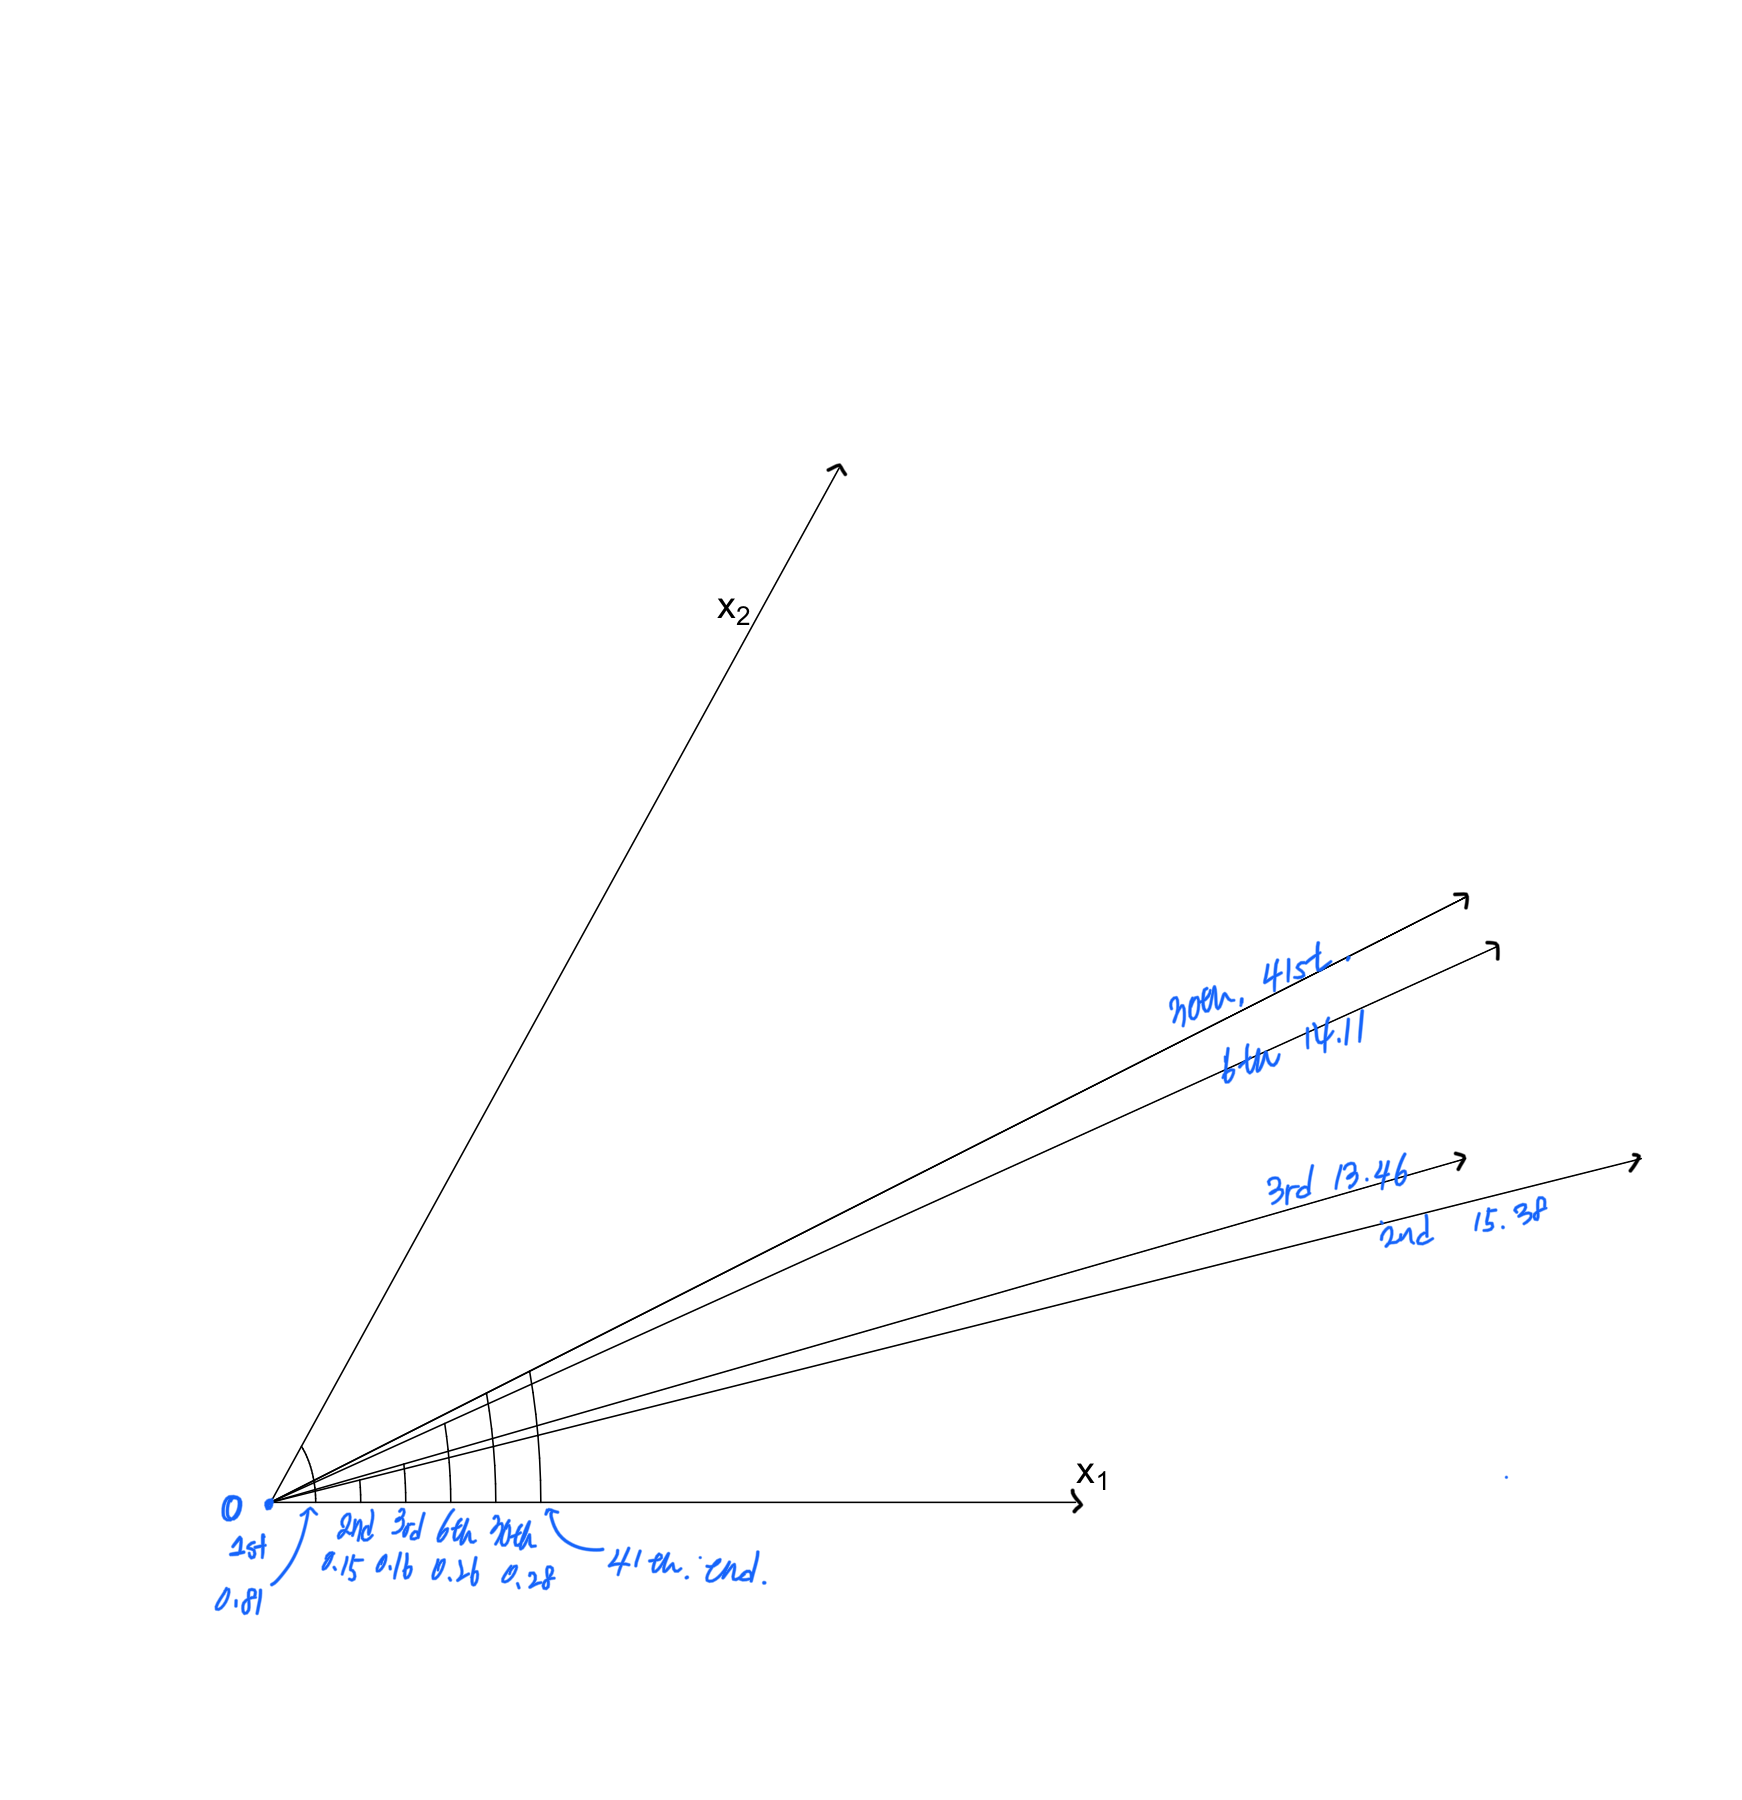 x₂
30th, 41st.
6th 14.11
3rd 13.46
2nd 15.38
x₁
0
1st
0.81
2nd 3rd 6th 30th
0.15 0.16 0.26 0.28
41th. end.